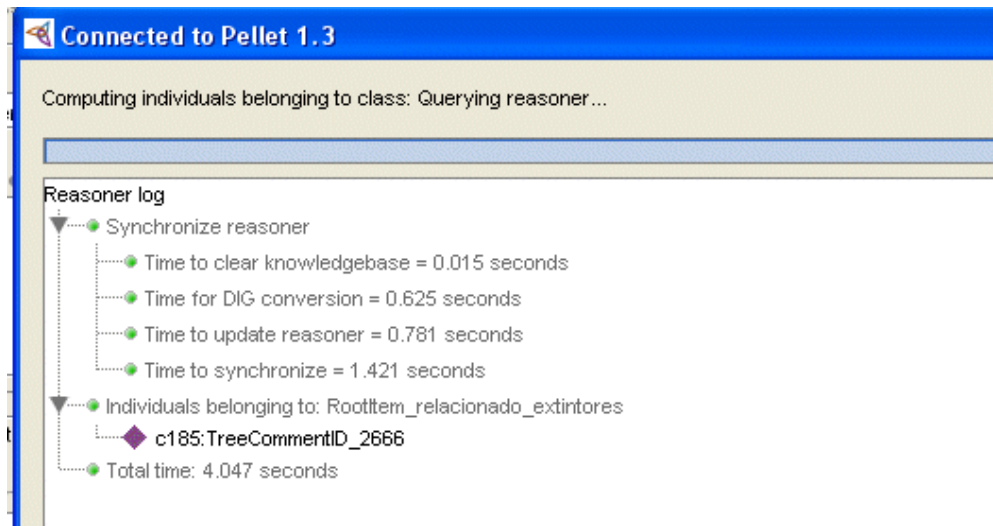 Connected to Pellet 1.3
Computing individuals belonging to class: Querying reasoner...
Reasoner log
Synchronize reasoner
Time to clear knowledgebase = 0.015 seconds
Time for DIG conversion = 0.625 seconds
Time to update reasoner = 0.781 seconds
Time to synchronize = 1.421 seconds
Individuals belonging to: RootItem_relacionado_extintores
c185:TreeCommentID_2666
Total time: 4.047 seconds